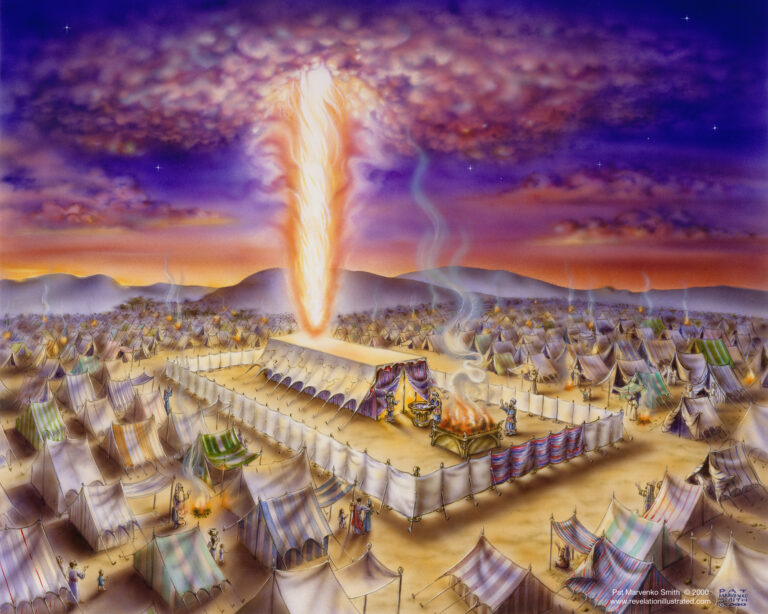 Pat Marvenko Smith © 2000
www.revelationillustrated.com